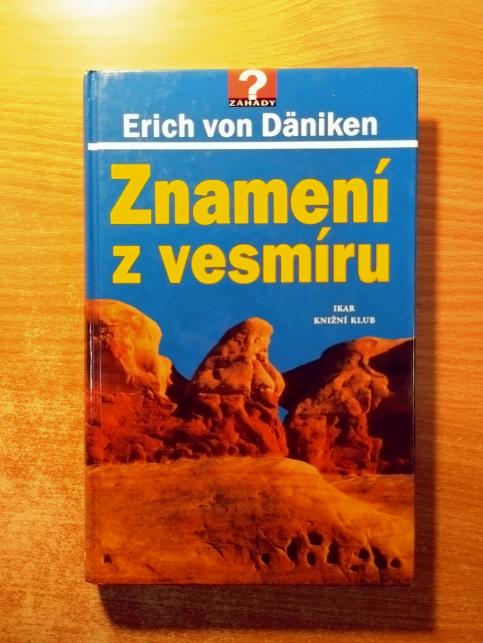 ?
ZÁHADY
Erich von Däniken
Znamení
z vesmíru
IKAR
KNIŽNÍ KLUB